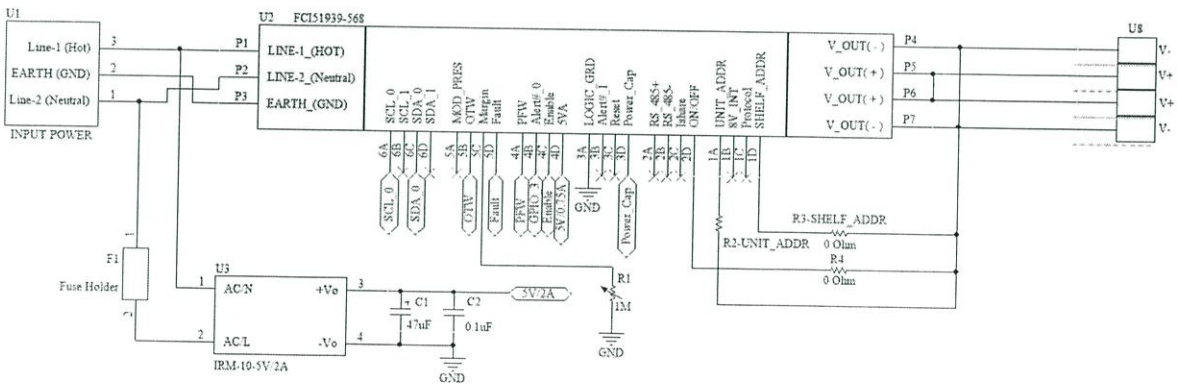 U1
U2 FCI51939-568
U8
Line-1 (Hot)
3
P1
LINE-1_(HOT)
EARTH (GND)
2
P2
LINE-2_(Neutral)
Line-2 (Neutral)
1
P3
EARTH_(GND)
INPUT POWER
V_OUT(-)
P4
V-
V_OUT(+)
P5
V+
V_OUT(+)
P6
V+
V_OUT(-)
P7
V-
SCL_0
SCL_1
SDA_0
SDA_1
MOD_PRES
OTW
Margin
Fault
PFW
Alert#_0
Enable
5VA
LOGIC_GRD
Alert#_1
Reset
Power_Cap
RS_485+
RS_485-
Ishare
ON/OFF
UNIT_ADDR
8V_INT
Protocol
SHELF_ADDR
6A
6B
6C
6D
5A
5B
5C
5D
4A
4B
4C
4D
3A
3B
3C
3D
2A
2B
2C
2D
1A
1B
1C
1D
SCL_0
SDA_0
OTW
Fault
PFW
GPIO_3
Enable
5V/0.75A
GND
Power_Cap
R3-SHELF_ADDR
0 Ohm
R2-UNIT_ADDR
R4
0 Ohm
1
F1
Fuse Holder
2
U3
1
AC/N
+Vo
3
2
AC/L
-Vo
4
IRM-10-5V/2A
C1
47uF
C2
0.1uF
5V/2A
GND
R1
1M
GND